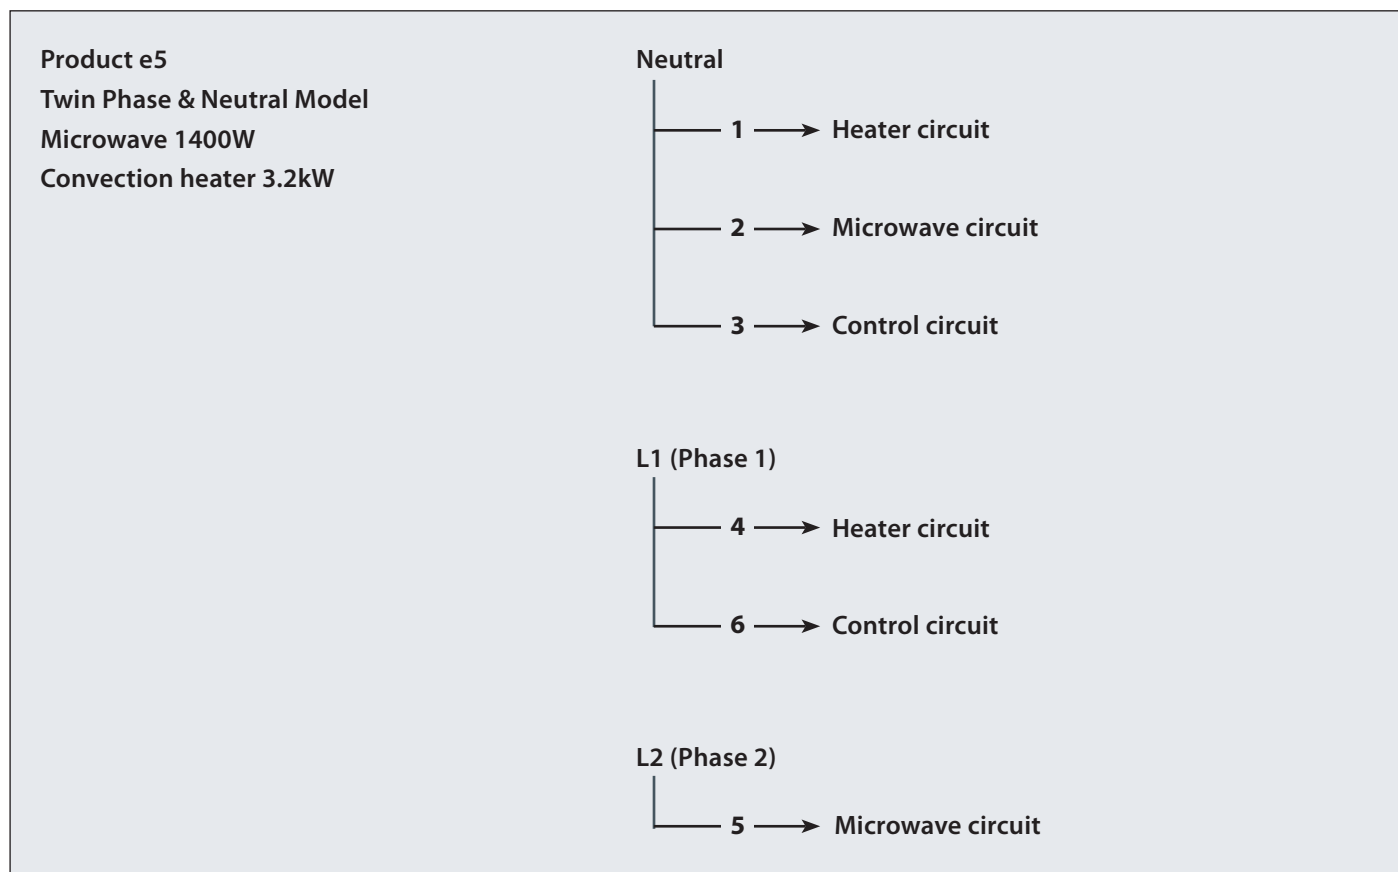 Product e5
Twin Phase & Neutral Model
Microwave 1400W
Convection heater 3.2kW
Neutral
1 Heater circuit
2 Microwave circuit
3 Control circuit
L1 (Phase 1)
4 Heater circuit
6 Control circuit
L2 (Phase 2)
5 Microwave circuit